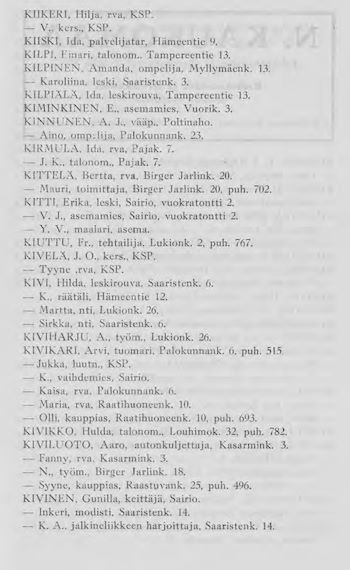 KIIKERI, Hilja, rva, KSP.
— V., kers., KSP.
KIISKI, Ida, palvelijatar, Hämeentie 9.
KILPI, Einari, talonom., Tampereentie 13.
KILPINEN, Amanda, ompelija, Myllymäenk. 13.
— Karoliina, leski, Saaristenk. 3.
KILPIÄLÄ, Ida, leskirouva, Tampereentie 13.
KIMINKINEN, E., asemamies, Vuorik. 3.
KINNUNEN, A. J., vääp., Poltinaho.
— Aino, ompelija, Palokunnank. 23.
KIRMULA, Ida, rva, Pajak. 7.
— J. K., talonom., Pajak. 7.
KITTELÄ, Bertta, rva, Birger Jarlink. 20.
— Mauri, toimittaja, Birger Jarlink. 20, puh. 702.
KITTI, Erika, leski, Sairio, vuokratontti 2.
— V. J., asemamies, Sairio, vuokratontti 2.
— Y. V., maalari, asema.
KIUTTU, Fr., tehtailija, Lukionk. 2, puh. 767.
KIVELÄ, J. O., kers., KSP.
— Tyyne ,rva, KSP.
KIVI, Hilda, leskirouva, Saaristenk. 6.
— K., räätäli, Hämeentie 12.
— Martta, nti, Lukionk. 26.
— Sirkka, nti, Saaristenk. 6.
KIVIHARJU, A., työm., Lukionk. 26.
KIVIKARI, Arvi, tuomari, Palokunnank. 6. puh. 515.
— Jukka, luutn., KSP.
— K., vaihdemies, Sairio.
— Kaisa, rva, Palokunnank. 6.
— Maria, rva, Raatihuoneenk. 10.
— Olli, kauppias, Raatihuoneenk. 10, puh. 693.
KIVIKKO, Hulda, talonom., Louhimok. 32, puh. 782.
KIVILUOTO, Aaro, autonkuljettaja, Kasarmink. 3.
— Fanny, rva, Kasarmink. 3.
— N., työm., Birger Jarlink. 18.
— Syyne, kauppias, Raastuvank. 25, puh. 496.
KIVINEN, Gunilla, keittäjä, Sairio.
— Inkeri, modisti, Saaristenk. 14.
— K. A., jalkineliikkeen harjoittaja, Saaristenk. 14.